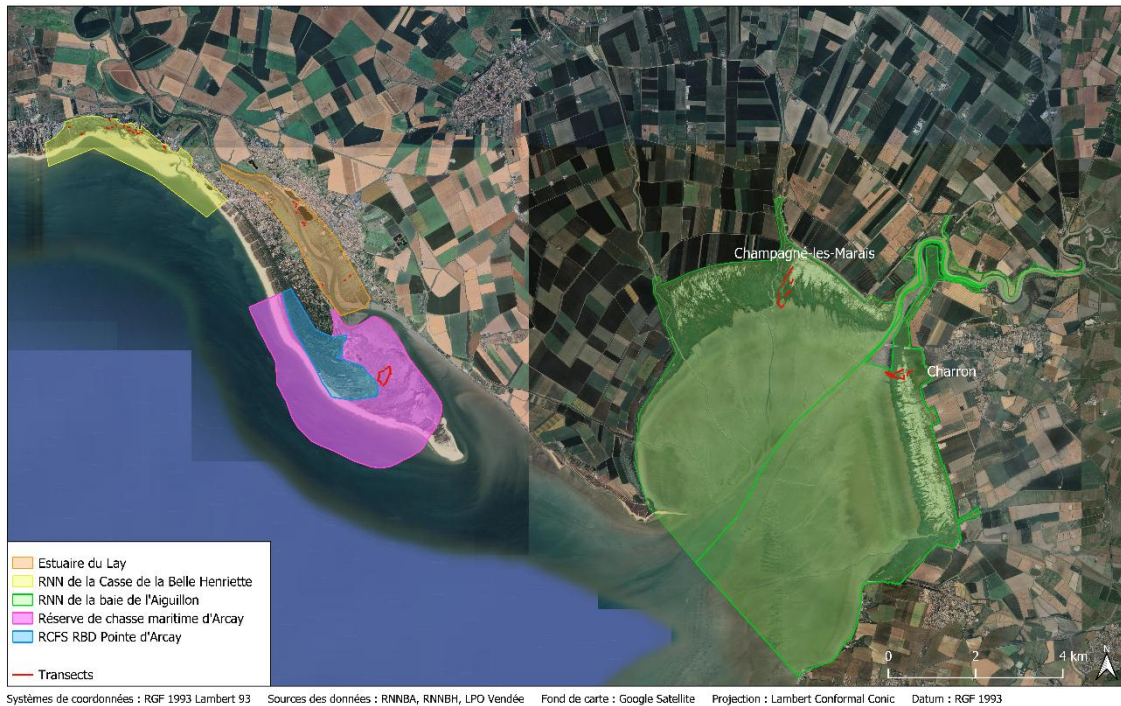 Champagné-les-Marais
Charron
Estuaire du Lay
RNN de la Casse de la Belle Henriette
RNN de la baie de l'Aiguillon
Réserve de chasse maritime d'Arcay
RCFS RBD Pointe d'Arcay
Transects
0 2 4 km
N
Systèmes de coordonnées : RGF 1993 Lambert 93 Sources des données : RNNBA, RNNBH, LPO Vendée Fond de carte : Google Satellite Projection : Lambert Conformal Conic Datum : RGF 1993